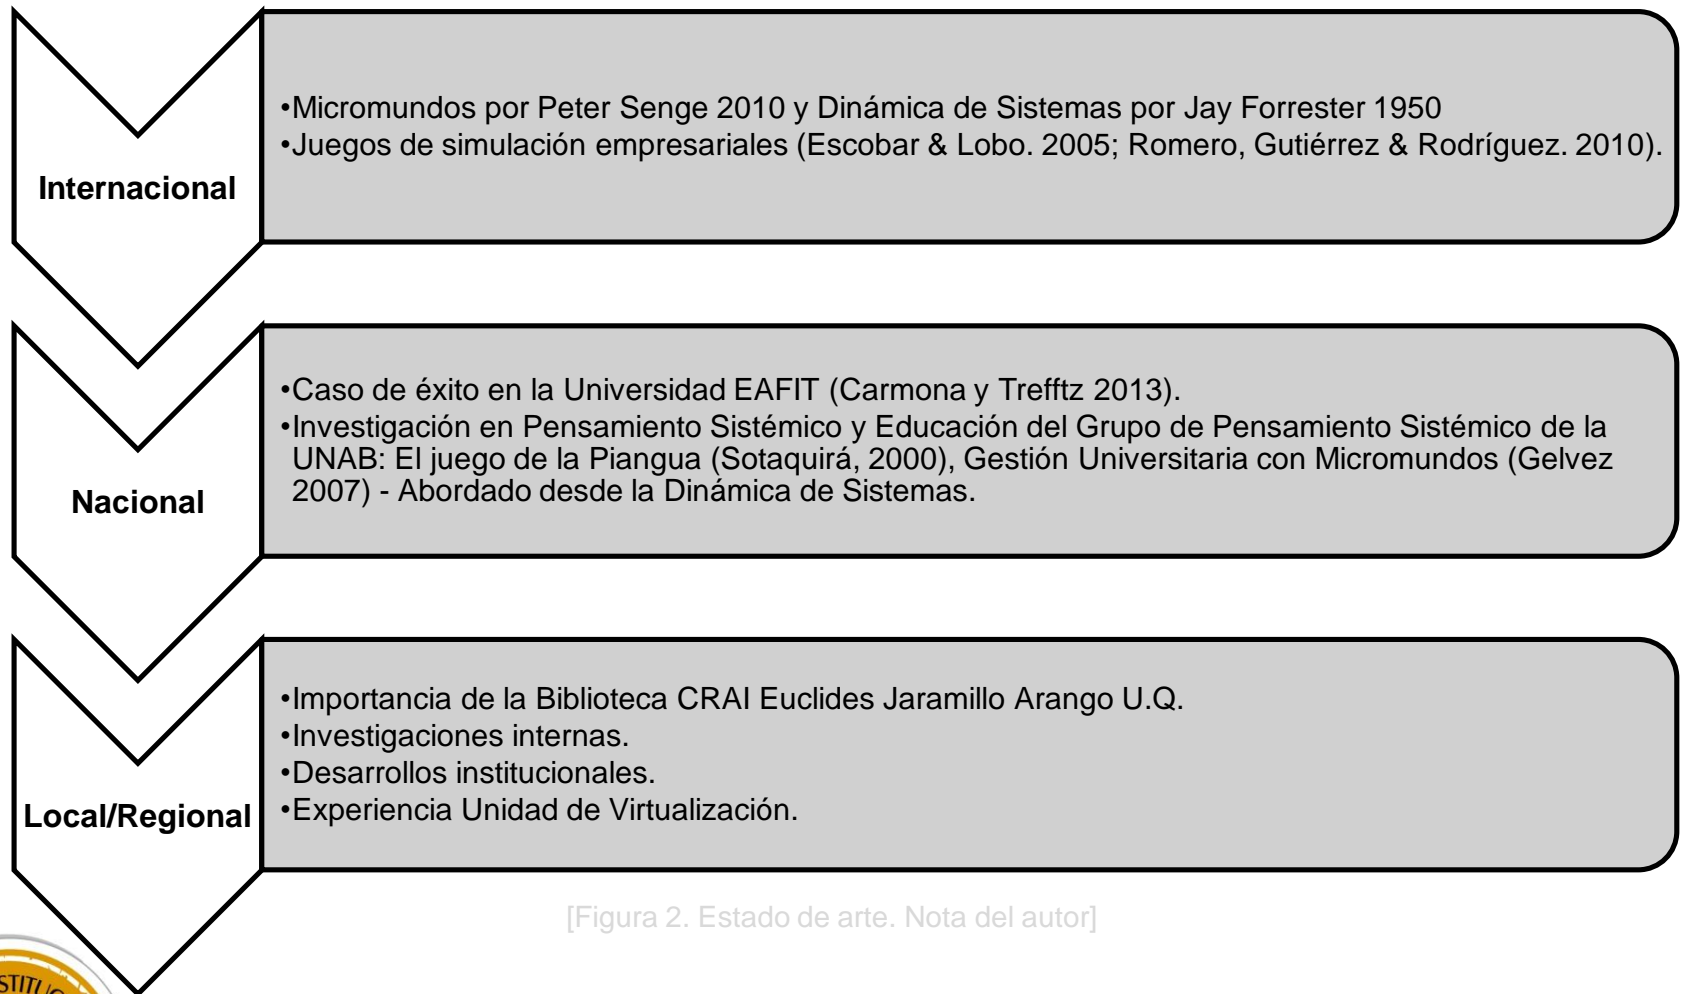 Internacional
•Micromundos por Peter Senge 2010 y Dinámica de Sistemas por Jay Forrester 1950
•Juegos de simulación empresariales (Escobar & Lobo. 2005; Romero, Gutiérrez & Rodríguez. 2010).
Nacional
•Caso de éxito en la Universidad EAFIT (Carmona y Trefftz 2013).
•Investigación en Pensamiento Sistémico y Educación del Grupo de Pensamiento Sistémico de la
UNAB: El juego de la Piangua (Sotaquirá, 2000), Gestión Universitaria con Micromundos (Gelvez
2007) - Abordado desde la Dinámica de Sistemas.
Local/Regional
•Importancia de la Biblioteca CRAI Euclides Jaramillo Arango U.Q.
•Investigaciones internas.
•Desarrollos institucionales.
•Experiencia Unidad de Virtualización.
[Figura 2. Estado de arte. Nota del autor]